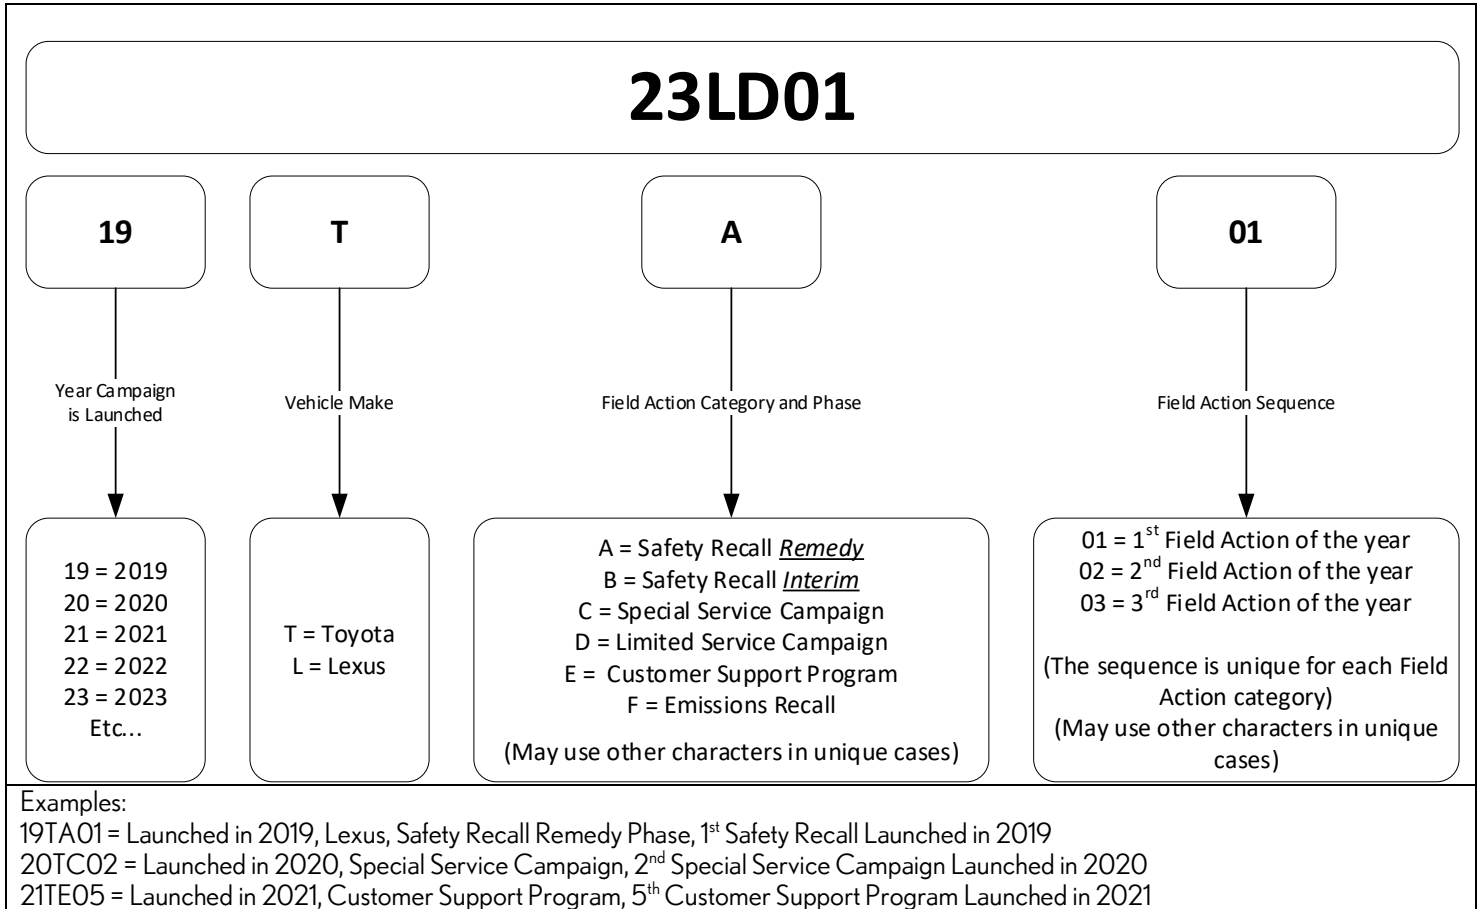 23LD01
19
T
A
01
Year Campaign
is Launched
Vehicle Make
Field Action Category and Phase
Field Action Sequence
19 = 2019
20 = 2020
21 = 2021
22 = 2022
23 = 2023
Etc...
T = Toyota
L = Lexus
A = Safety Recall Remedy
B = Safety Recall Interim
C = Special Service Campaign
D = Limited Service Campaign
E =  Customer Support Program
F = Emissions Recall
(May use other characters in unique cases)
01 = 1st Field Action of the year
02 = 2nd Field Action of the year
03 = 3rd Field Action of the year
(The sequence is unique for each Field
Action category)
(May use other characters in unique
cases)
Examples:
19TA01 = Launched in 2019, Lexus, Safety Recall Remedy Phase, 1st Safety Recall Launched in 2019
20TC02 = Launched in 2020, Special Service Campaign, 2nd Special Service Campaign Launched in 2020
21TE05 = Launched in 2021, Customer Support Program, 5th Customer Support Program Launched in 2021